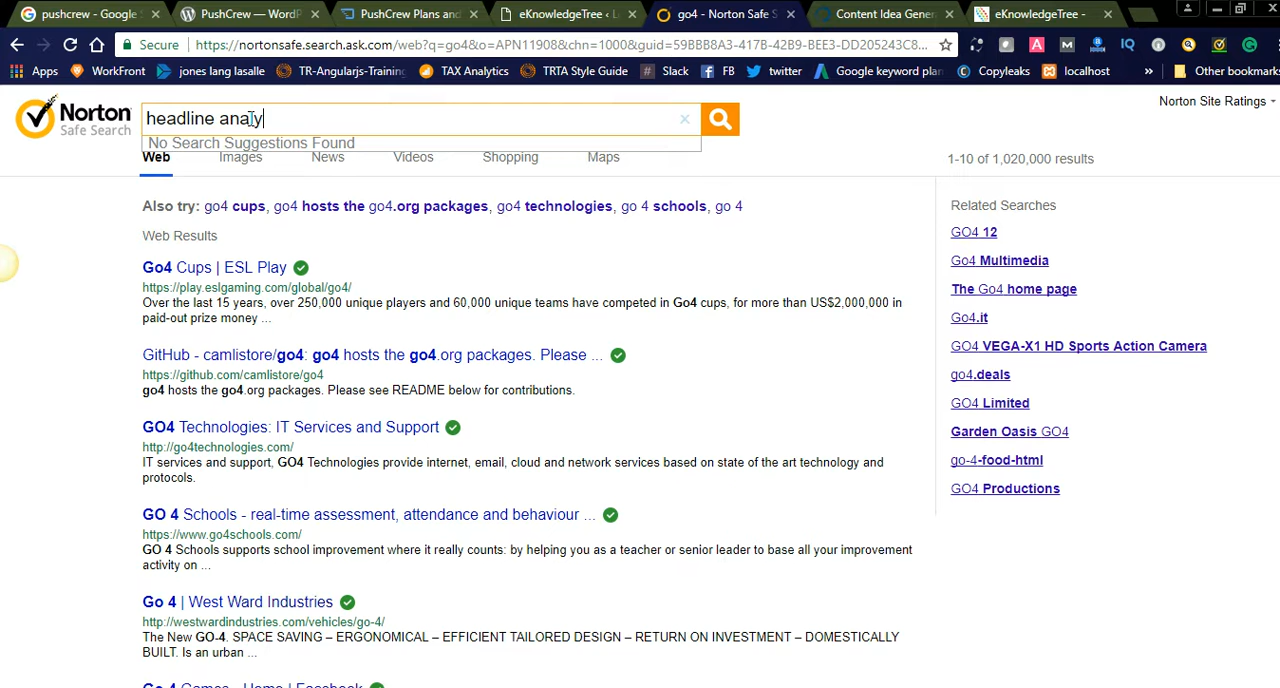 pushcrew - Google
PushCrew — WordP
PushCrew Plans and
eKnowledgeTree ‹ L
go4 - Norton Safe S
Content Idea Gener
eKnowledgeTree -
Secure
https://nortonsafe.search.ask.com/web?q=go4&o=APN11908&chn=1000&guid=59BBB8A3-417B-42B9-BEE3-DD205243C8...
Apps
WorkFront
jones lang lasalle
TR-Angularjs-Training
TAX Analytics
TRTA Style Guide
Slack
FB
twitter
Google keyword plan
Copyleaks
localhost
»
Other bookmarks
Norton
Safe Search
headline analy
No Search Suggestions Found
Norton Site Ratings
Web
Images
News
Videos
Shopping
Maps
1-10 of 1,020,000 results
Also try: go4 cups, go4 hosts the go4.org packages, go4 technologies, go 4 schools, go 4
Web Results
Go4 Cups | ESL Play
https://play.eslgaming.com/global/go4/
Over the last 15 years, over 250,000 unique players and 60,000 unique teams have competed in Go4 cups, for more than US$2,000,000 in
paid-out prize money ...
GitHub - camlistore/go4: go4 hosts the go4.org packages. Please ...
https://github.com/camlistore/go4
go4 hosts the go4.org packages. Please see README below for contributions.
GO4 Technologies: IT Services and Support
http://go4technologies.com/
IT services and support, GO4 Technologies provide internet, email, cloud and network services based on state of the art technology and
protocols.
GO 4 Schools - real-time assessment, attendance and behaviour ...
https://www.go4schools.com/
GO 4 Schools supports school improvement where it really counts: by helping you as a teacher or senior leader to base all your improvement
activity on ...
Go 4 | West Ward Industries
http://westwardindustries.com/vehicles/go-4/
The New GO-4. SPACE SAVING – ERGONOMICAL – EFFICIENT TAILORED DESIGN – RETURN ON INVESTMENT – DOMESTICALLY
BUILT. Is an urban ...
Go4 Games - Home | Facebook
Related Searches
GO4 12
Go4 Multimedia
The Go4 home page
Go4.it
GO4 VEGA-X1 HD Sports Action Camera
go4.deals
GO4 Limited
Garden Oasis GO4
go-4-food-html
GO4 Productions